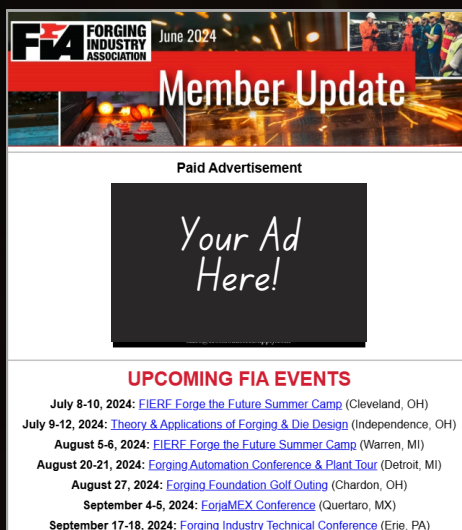 FIA FORGING
INDUSTRY
ASSOCIATION
June 2024
Member Update
Paid Advertisement
Your Ad
Here!
UPCOMING FIA EVENTS
July 8-10, 2024: FIERF Forge the Future Summer Camp (Cleveland, OH)
July 9-12, 2024: Theory & Applications of Forging & Die Design (Independence, OH)
August 5-6, 2024: FIERF Forge the Future Summer Camp (Warren, MI)
August 20-21, 2024: Forging Automation Conference & Plant Tour (Detroit, MI)
August 27, 2024: Forging Foundation Golf Outing (Chardon, OH)
September 4-5, 2024: ForjaMEX Conference (Quertaro, MX)
September 17-18, 2024: Forging Industry Technical Conference (Erie, PA)